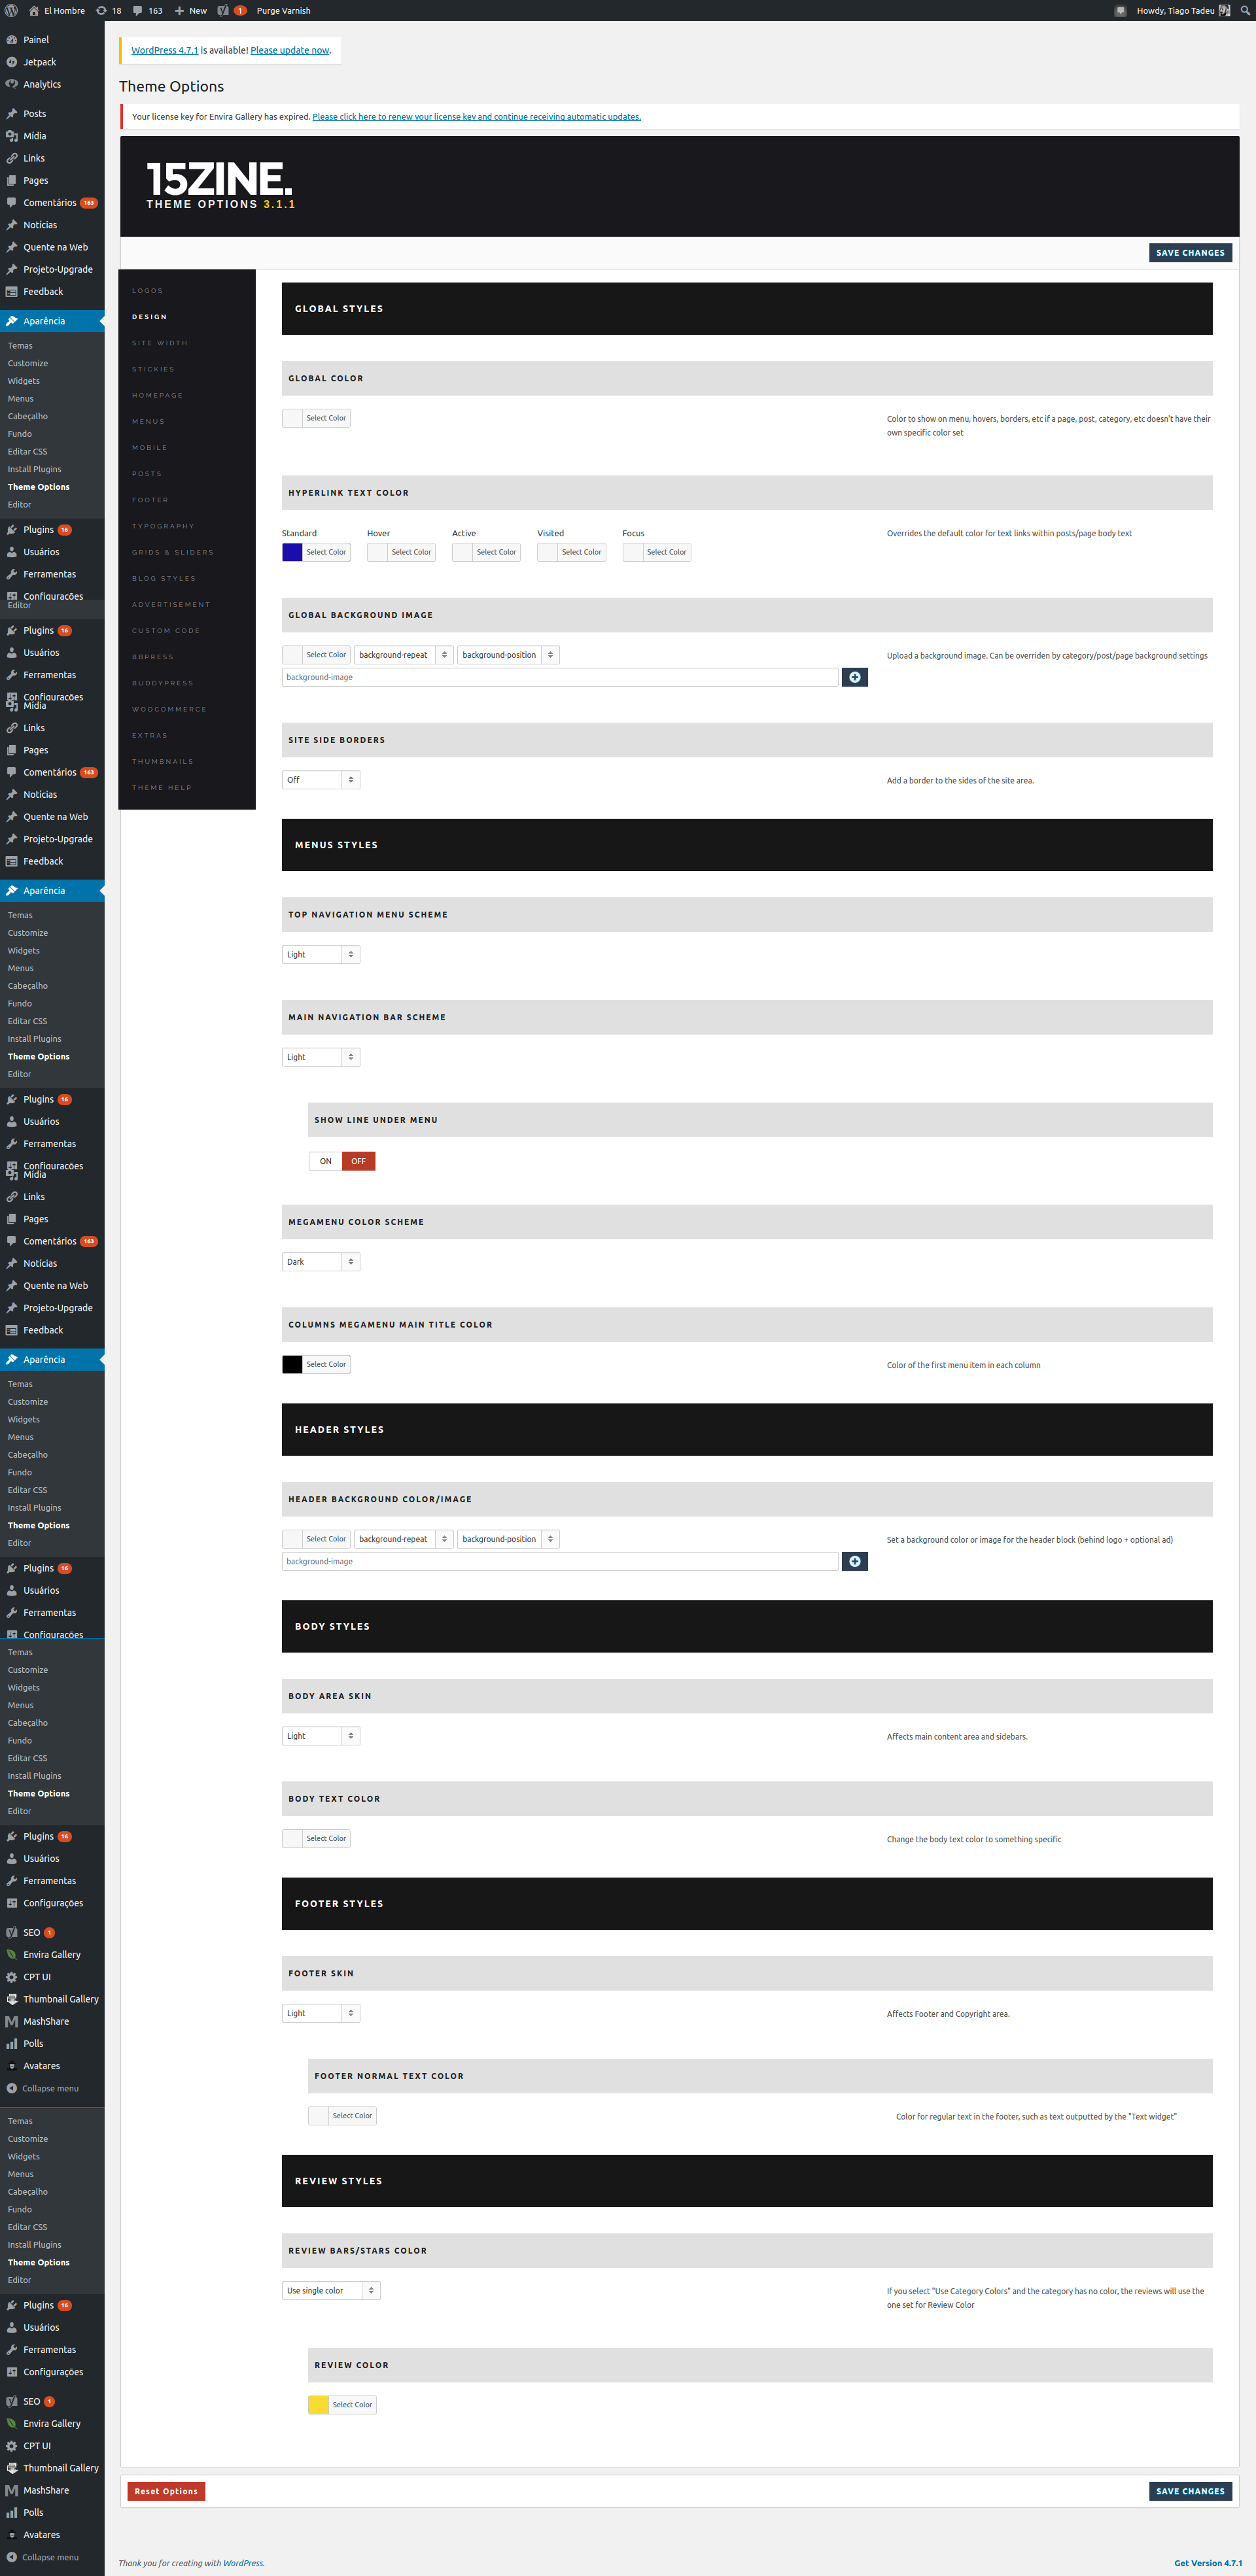 El Hombre 18 163 New 1 Purge Varnish Howdy, Tiago Tadeu
Painel
Jetpack
Analytics
Posts
Mídia
Links
Pages
Comentários 163
Notícias
Quente na Web
Projeto-Upgrade
Feedback
Aparência
Temas
Customize
Widgets
Menus
Cabeçalho
Fundo
Editar CSS
Install Plugins
Theme Options
Editor
Plugins 16
Usuários
Ferramentas
Configurações
Editor
Plugins 16
Usuários
Ferramentas
Configurações
Mídia
Links
Pages
Comentários 163
Notícias
Quente na Web
Projeto-Upgrade
Feedback
Aparência
Temas
Customize
Widgets
Menus
Cabeçalho
Fundo
Editar CSS
Install Plugins
Theme Options
Editor
Plugins 16
Usuários
Ferramentas
Configurações
Mídia
Links
Pages
Comentários 163
Notícias
Quente na Web
Projeto-Upgrade
Feedback
Aparência
Temas
Customize
Widgets
Menus
Cabeçalho
Fundo
Editar CSS
Install Plugins
Theme Options
Editor
Plugins 16
Usuários
Ferramentas
Configurações
Temas
Customize
Widgets
Menus
Cabeçalho
Fundo
Editar CSS
Install Plugins
Theme Options
Editor
Plugins 16
Usuários
Ferramentas
Configurações
SEO 1
Envira Gallery
CPT UI
Thumbnail Gallery
MashShare
Polls
Avatares
Collapse menu
Temas
Customize
Widgets
Menus
Cabeçalho
Fundo
Editar CSS
Install Plugins
Theme Options
Editor
Plugins 16
Usuários
Ferramentas
Configurações
SEO 1
Envira Gallery
CPT UI
Thumbnail Gallery
MashShare
Polls
Avatares
Collapse menu
WordPress 4.7.1 is available! Please update now.
Theme Options
Your license key for Envira Gallery has expired. Please click here to renew your license key and continue receiving automatic updates.
15ZINE.
THEME OPTIONS 3.1.1
SAVE CHANGES
LOGOS
DESIGN
SITE WIDTH
STICKIES
HOMEPAGE
MENUS
MOBILE
POSTS
FOOTER
TYPOGRAPHY
GRIDS & SLIDERS
BLOG STYLES
ADVERTISEMENT
CUSTOM CODE
BBPRESS
BUDDYPRESS
WOOCOMMERCE
EXTRAS
THUMBNAILS
THEME HELP
GLOBAL STYLES
GLOBAL COLOR
Select Color
Color to show on menu, hovers, borders, etc if a page, post, category, etc doesn't have their
own specific color set
HYPERLINK TEXT COLOR
Standard Hover Active Visited Focus
Select Color Select Color Select Color Select Color Select Color
Overrides the default color for text links within posts/page body text
GLOBAL BACKGROUND IMAGE
Select Color background-repeat background-position
background-image
Upload a background image. Can be overriden by category/post/page background settings
SITE SIDE BORDERS
Off
Add a border to the sides of the site area.
MENUS STYLES
TOP NAVIGATION MENU SCHEME
Light
MAIN NAVIGATION BAR SCHEME
Light
SHOW LINE UNDER MENU
ON OFF
MEGAMENU COLOR SCHEME
Dark
COLUMNS MEGAMENU MAIN TITLE COLOR
Select Color
Color of the first menu item in each column
HEADER STYLES
HEADER BACKGROUND COLOR/IMAGE
Select Color background-repeat background-position
background-image
Set a background color or image for the header block (behind logo + optional ad)
BODY STYLES
BODY AREA SKIN
Light
Affects main content area and sidebars.
BODY TEXT COLOR
Select Color
Change the body text color to something specific
FOOTER STYLES
FOOTER SKIN
Light
Affects Footer and Copyright area.
FOOTER NORMAL TEXT COLOR
Select Color
Color for regular text in the footer, such as text outputted by the "Text widget"
REVIEW STYLES
REVIEW BARS/STARS COLOR
Use single color
If you select "Use Category Colors" and the category has no color, the reviews will use the
one set for Review Color
REVIEW COLOR
Select Color
Reset Options SAVE CHANGES
Thank you for creating with WordPress. Get Version 4.7.1